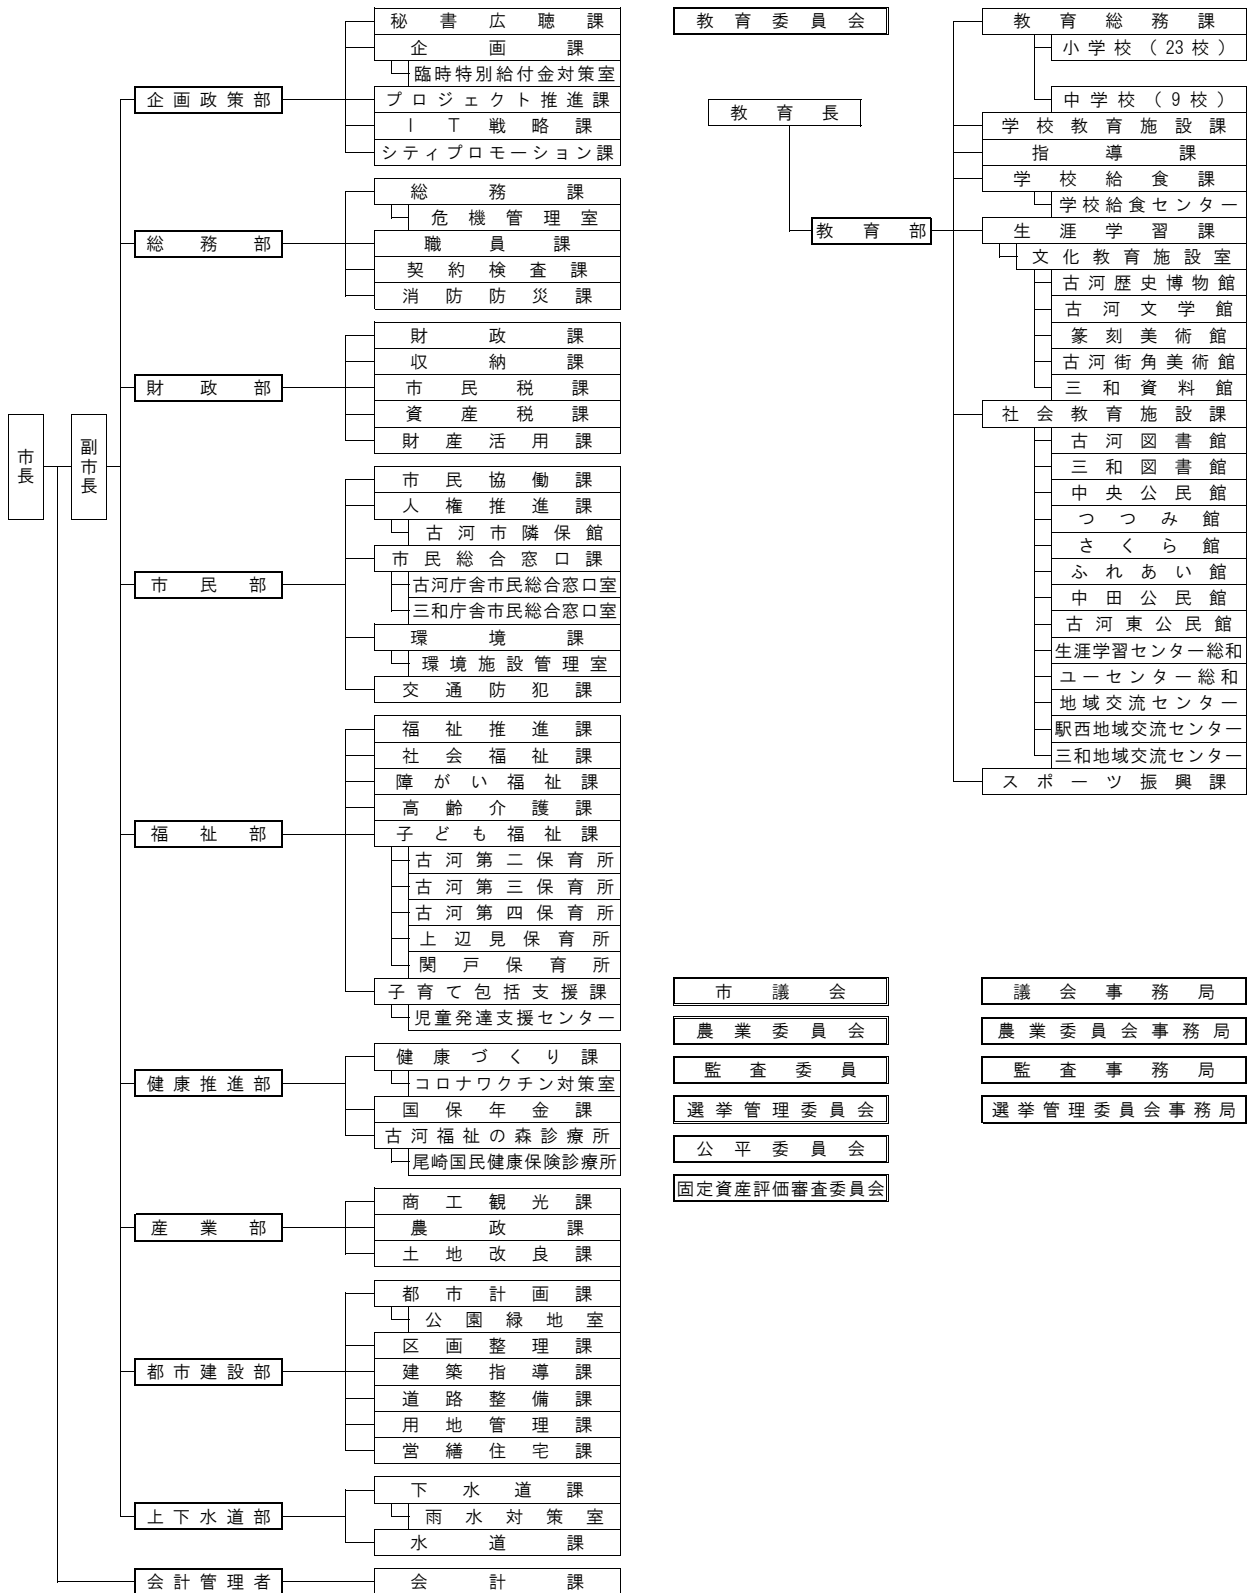 市長
副市長
企画政策部
秘書広聴課
企画課
臨時特別給付金対策室
プロジェクト推進課
IT戦略課
シティプロモーション課
総務部
総務課
危機管理室
職員課
契約検査課
消防防災課
財政部
財政課
収納課
市民税課
資産税課
財産活用課
市民部
市民協働課
人権推進課
古河市隣保館
市民総合窓口課
古河庁舎市民総合窓口室
三和庁舎市民総合窓口室
環境課
環境施設管理室
交通防犯課
福祉部
福祉推進課
社会福祉課
障がい福祉課
高齢介護課
子ども福祉課
古河第二保育所
古河第三保育所
古河第四保育所
上辺見保育所
関戸保育所
子育て包括支援課
児童発達支援センター
健康推進部
健康づくり課
コロナワクチン対策室
国保年金課
古河福祉の森診療所
尾崎国民健康保険診療所
産業部
商工観光課
農政課
土地改良課
都市建設部
都市計画課
公園緑地室
区画整理課
建築指導課
道路整備課
用地管理課
営繕住宅課
上下水道部
下水道課
雨水対策室
水道課
会計管理者
会計課
教育委員会
教育長
教育部
教育総務課
小学校(23校)
中学校(9校)
学校教育施設課
指導課
学校給食課
学校給食センター
生涯学習課
文化教育施設室
古河歴史博物館
古河文学館
篆刻美術館
古河街角美術館
三和資料館
社会教育施設課
古河図書館
三和図書館
中央公民館
つつみ館
さくら館
ふれあい館
中田公民館
古河東公民館
生涯学習センター総和
ユーセンター総和
地域交流センター
駅西地域交流センター
三和地域交流センター
スポーツ振興課
市議会
議会事務局
農業委員会
農業委員会事務局
監査委員
監査事務局
選挙管理委員会
選挙管理委員会事務局
公平委員会
固定資産評価審査委員会